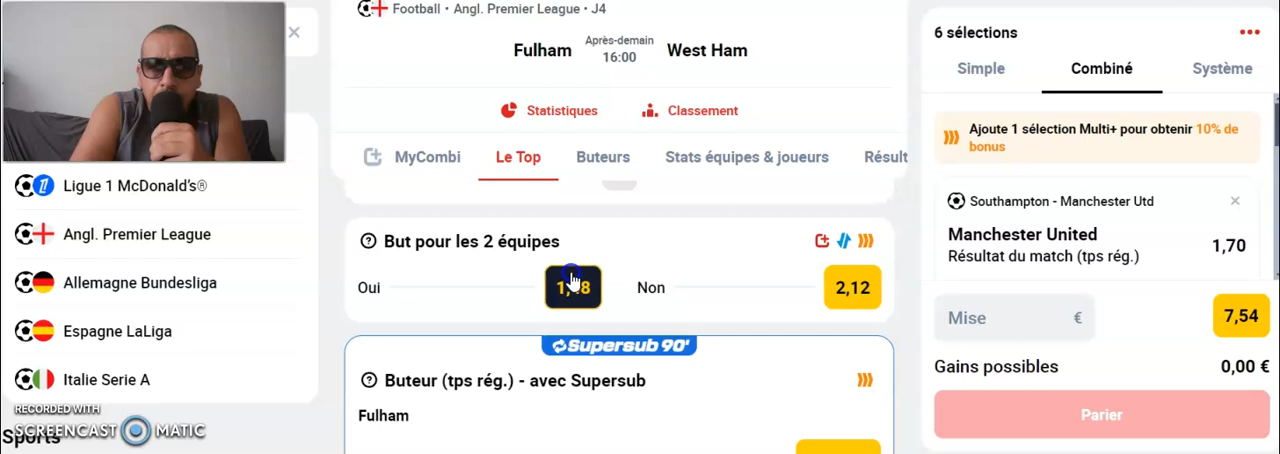 Football • Angl. Premier League • J4
Fulham
Après-demain
16:00
West Ham
Statistiques
Classement
MyCombi
Le Top
Buteurs
Stats équipes & joueurs
Résult
But pour les 2 équipes
Oui
Non
2,12
Supersub 90'
Buteur (tps rég.) - avec Supersub
Fulham
Ligue 1 McDonald's®
Angl. Premier League
Allemagne Bundesliga
Espagne LaLiga
Italie Serie A
Sports
RECORDED WITH
SCREENCAST MATIC
6 sélections
Simple
Combiné
Système
Ajoute 1 sélection Multi+ pour obtenir 10% de
bonus
Southampton - Manchester Utd
Manchester United
1,70
Résultat du match (tps rég.)
Mise
€
7,54
Gains possibles
0,00 €
Parier